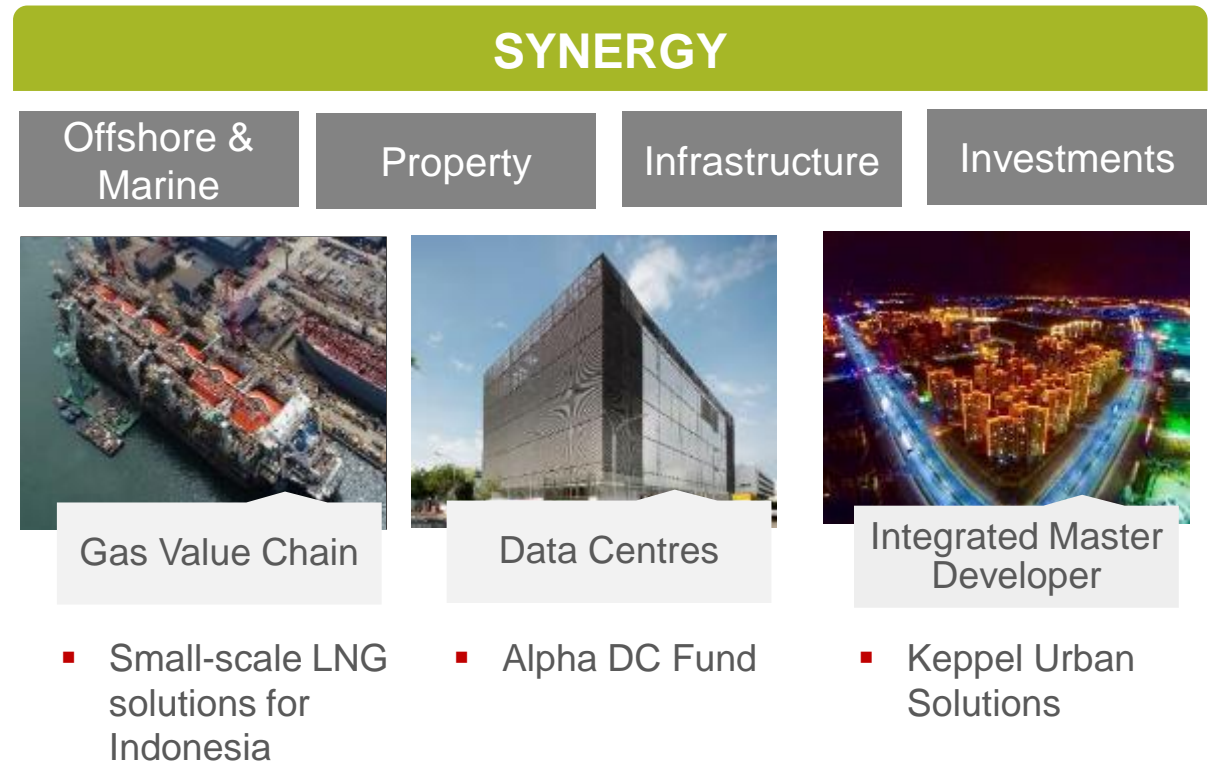 SYNERGY
Offshore &
Marine
Property
Infrastructure
Investments
Gas Value Chain
Data Centres
Integrated Master
Developer
▪ Small-scale LNG
solutions for
Indonesia
▪ Alpha DC Fund
▪ Keppel Urban
Solutions